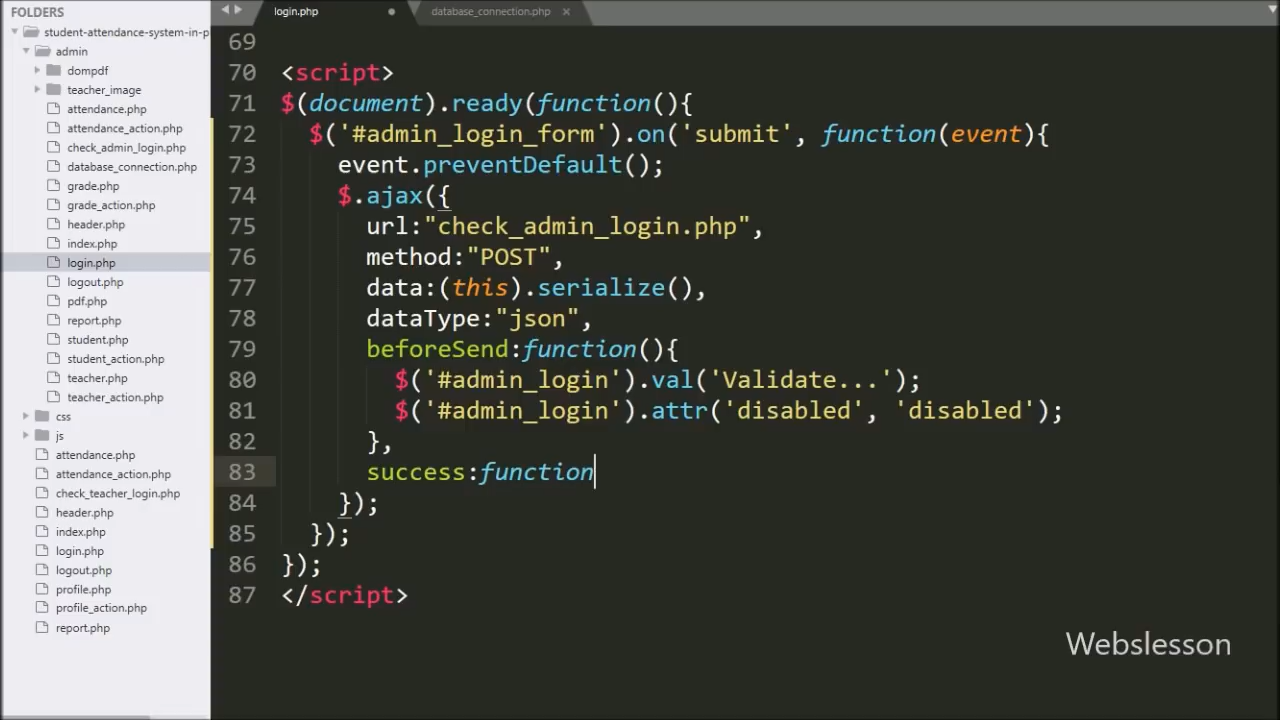 FOLDERS
student-attendance-system-in-p
admin
dompdf
teacher_image
attendance.php
attendance_action.php
check_admin_login.php
database_connection.php
grade.php
grade_action.php
header.php
index.php
login.php
logout.php
pdf.php
report.php
student.php
student_action.php
teacher.php
teacher_action.php
css
js
attendance.php
attendance_action.php
check_teacher_login.php
header.php
index.php
login.php
logout.php
profile.php
profile_action.php
report.php
login.php database_connection.php
69
70 <script>
71 $(document).ready(function(){
72 $('#admin_login_form').on('submit', function(event){
73 event.preventDefault();
74 $.ajax({
75 url:"check_admin_login.php",
76 method:"POST",
77 data:(this).serialize(),
78 dataType:"json",
79 beforeSend:function(){
80 $('#admin_login').val('Validate...');
81 $('#admin_login').attr('disabled', 'disabled');
82 },
83 success:function
84 });
85 });
86 });
87 </script>
Webslesson